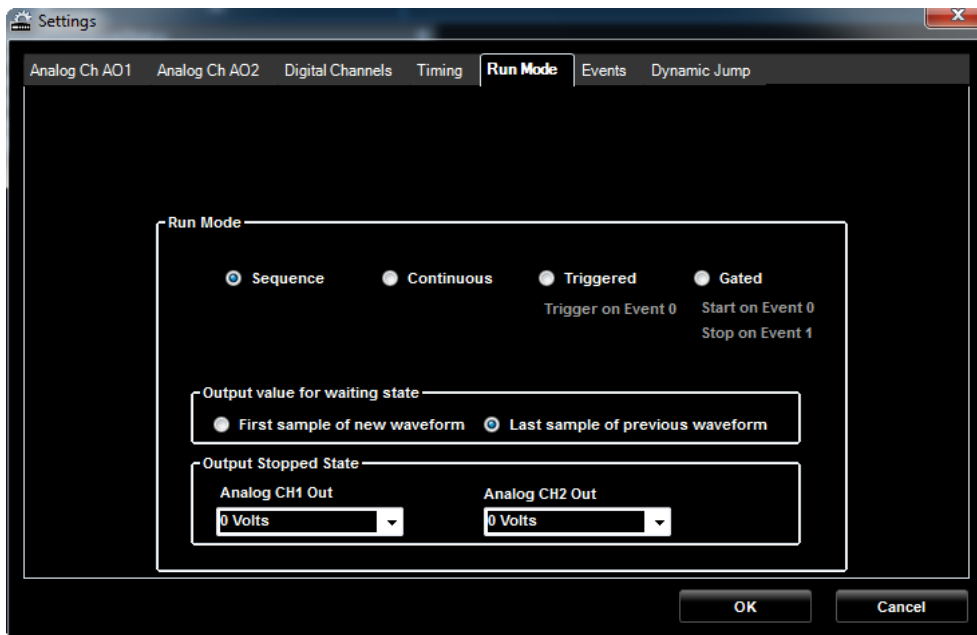 Settings
X
Analog Ch AO1 Analog Ch AO2 Digital Channels Timing Run Mode Events Dynamic Jump
Run Mode
Sequence Continuous Triggered Gated
Trigger on Event 0 Start on Event 0
Stop on Event 1
Output value for waiting state
First sample of new waveform Last sample of previous waveform
Output Stopped State
Analog CH1 Out Analog CH2 Out
0 Volts 0 Volts
OK Cancel